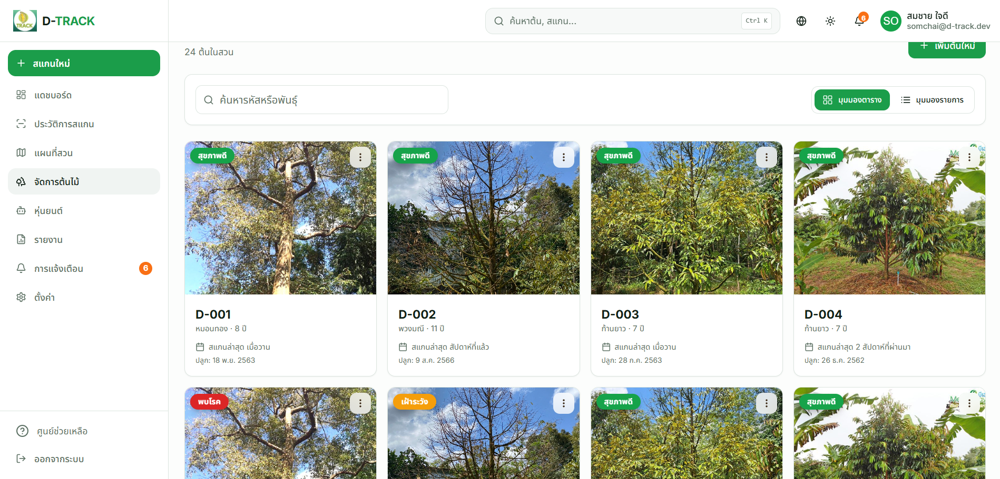 TRACK
D-TRACK
ค้นหาต้น, สแกน...
Ctrl K
6
SO
สมชาย ใจดี
somchai@d-track.dev
สแกนใหม่
แดชบอร์ด
ประวัติการสแกน
แผนที่สวน
จัดการต้นไม้
หุ่นยนต์
รายงาน
การแจ้งเตือน
6
ตั้งค่า
ศูนย์ช่วยเหลือ
ออกจากระบบ
24 ต้นในสวน
เพิ่มต้นใหม่
ค้นหารหัสหรือพันธุ์
มุมมองตาราง
มุมมองรายการ
สุขภาพดี
D-001
หมอนทอง · 8 ปี
สแกนล่าสุด เมื่อวาน
ปลูก: 18 พ.ย. 2563
สุขภาพดี
D-002
พวงมณี · 11 ปี
สแกนล่าสุด สัปดาห์ที่แล้ว
ปลูก: 9 ส.ค. 2566
สุขภาพดี
D-003
ก้านยาว · 7 ปี
สแกนล่าสุด เมื่อวาน
ปลูก: 28 ก.ค. 2563
สุขภาพดี
D-004
ก้านยาว · 7 ปี
สแกนล่าสุด 2 สัปดาห์ที่ผ่านมา
ปลูก: 26 ธ.ค. 2562
พบโรค
เฝ้าระวัง
สุขภาพดี
สุขภาพดี